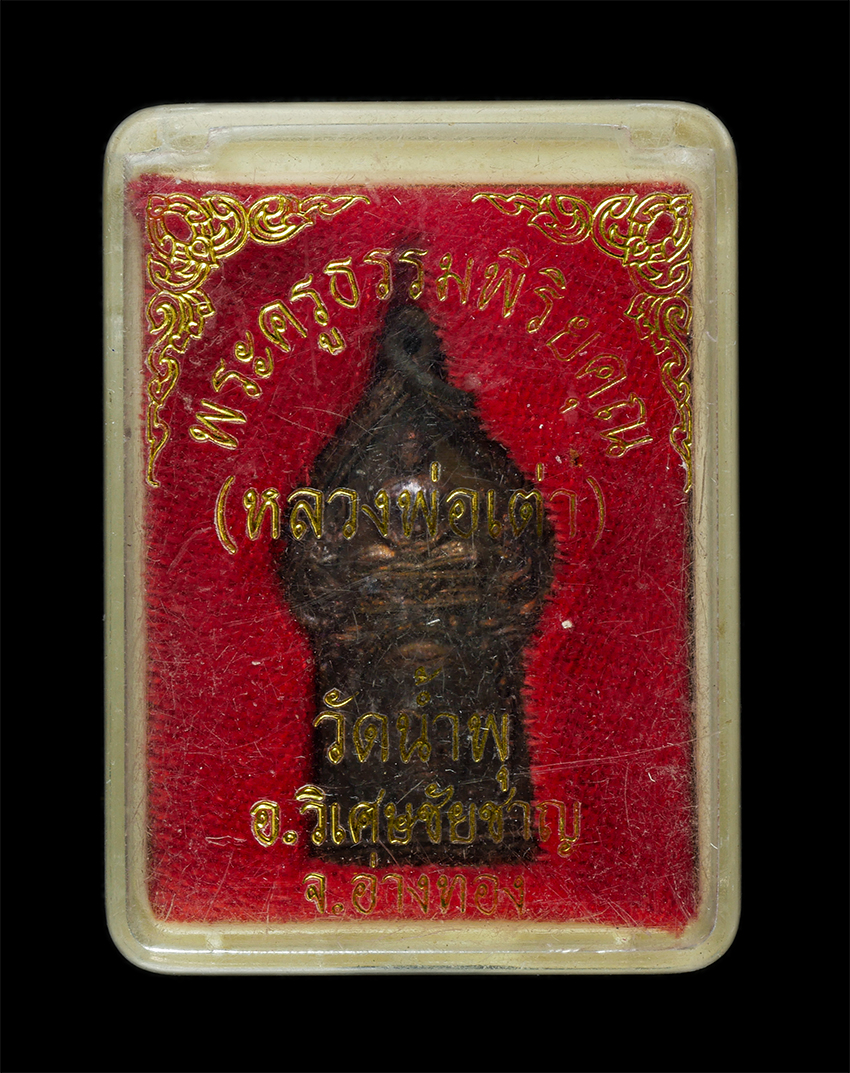 พระครูธรรมพิริยคุณ
(หลวงพ่อเต่า)
วัดน้ำพุ
อ.วิเศษชัยชาญ
จ.อ่างทอง